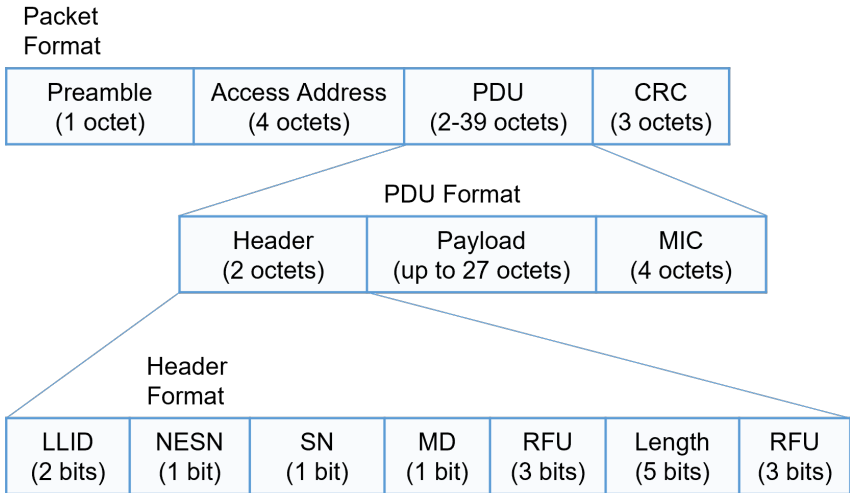 Packet
Format
Preamble
(1 octet)
Access Address
(4 octets)
PDU
(2-39 octets)
CRC
(3 octets)
PDU Format
Header
(2 octets)
Payload
(up to 27 octets)
MIC
(4 octets)
Header
Format
LLID
(2 bits)
NESN
(1 bit)
SN
(1 bit)
MD
(1 bit)
RFU
(3 bits)
Length
(5 bits)
RFU
(3 bits)